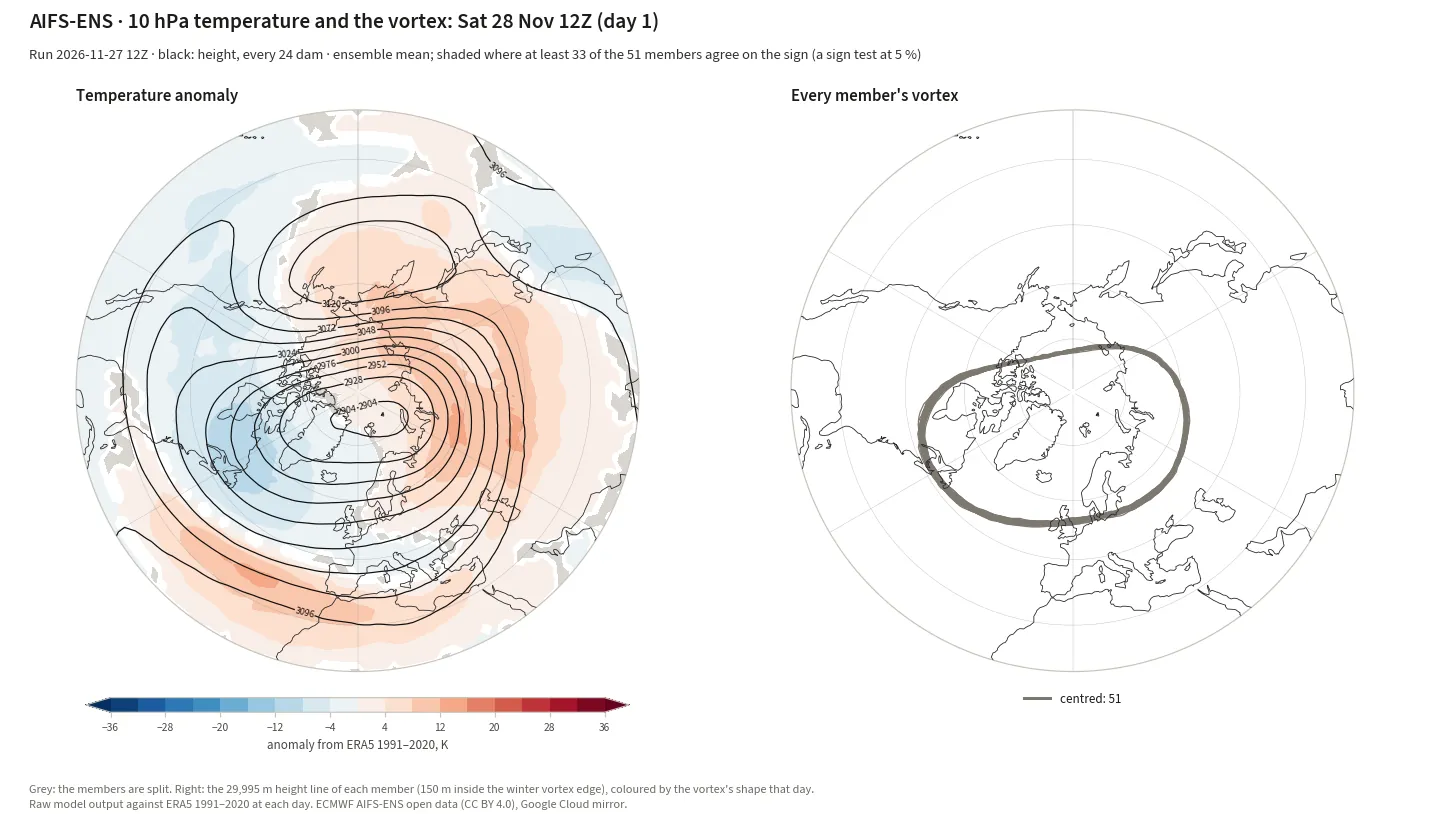 AIFS-ENS · 10 hPa temperature and the vortex: Sat 28 Nov 12Z (day 1)
Run 2026-11-27 12Z · black: height, every 24 dam · ensemble mean; shaded where at least 33 of the 51 members agree on the sign (a sign test at 5 %)
Temperature anomaly
Every member's vortex
3096
3120
3096
3072
3048
3024
3000
2976
2952
2928
2904
2904
3096
−36
−28
−20
−12
−4
4
12
20
28
36
anomaly from ERA5 1991–2020, K
centred: 51
Grey: the members are split. Right: the 29,995 m height line of each member (150 m inside the winter vortex edge), coloured by the vortex's shape that day.
Raw model output against ERA5 1991–2020 at each day. ECMWF AIFS-ENS open data (CC BY 4.0), Google Cloud mirror.